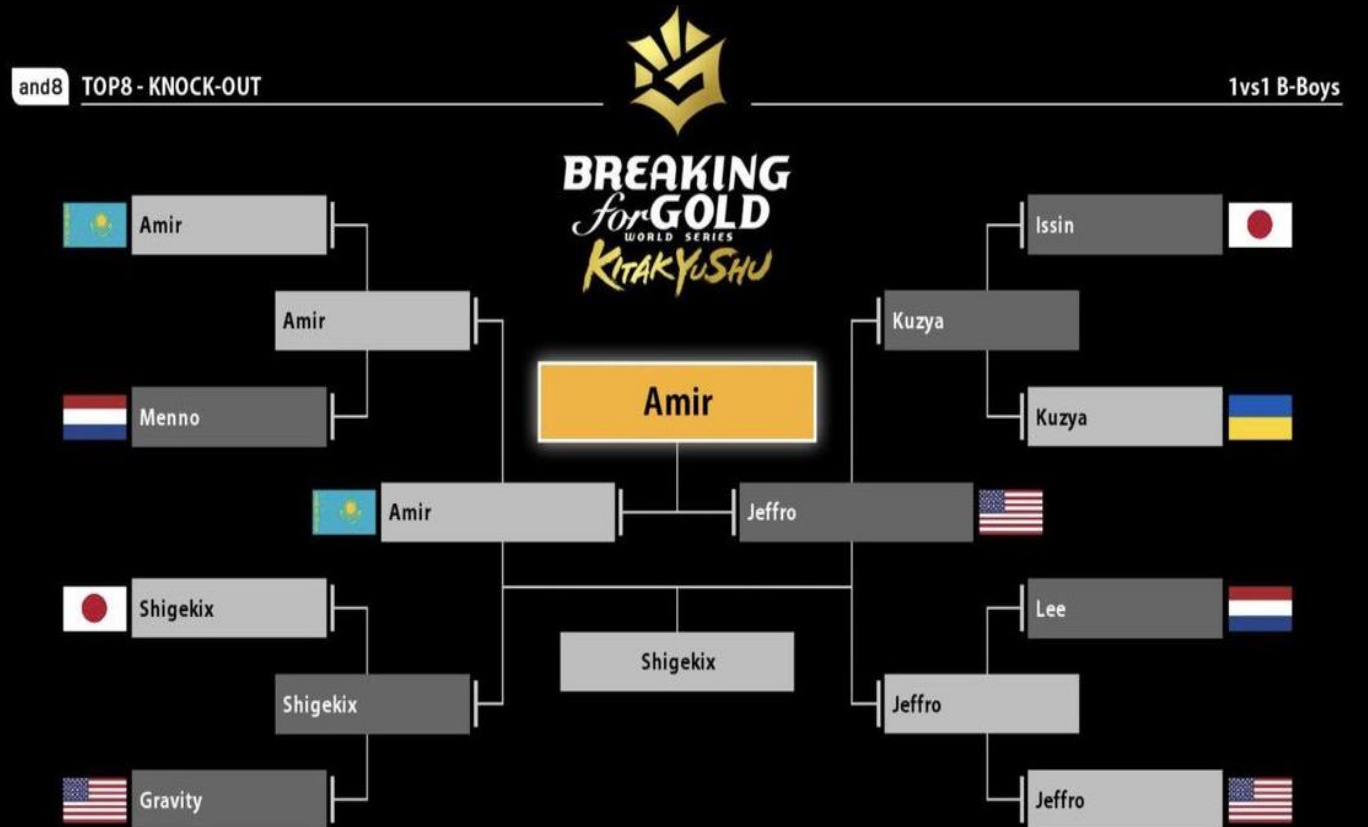 and8 TOP8 - KNOCK-OUT
1vs1 B-Boys
BREAKING
for GOLD
WORLD SERIES
KITAKYUSHU
Amir
Issin
Amir
Kuzya
Amir
Menno
Kuzya
Amir
Jeffro
Shigekix
Lee
Shigekix
Shigekix
Jeffro
Gravity
Jeffro